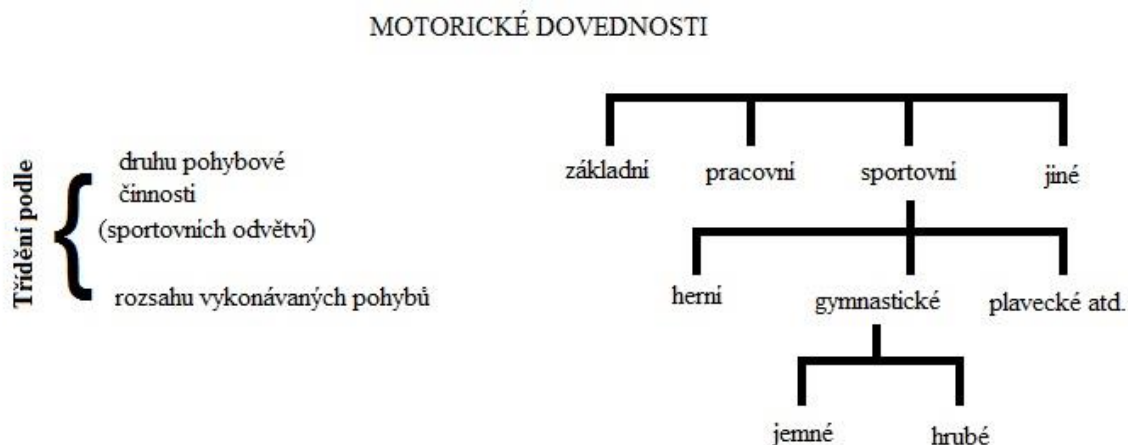 MOTORICKÉ DOVEDNOSTI
Třídění podle
druhu pohybové
činnosti
(sportovních odvětví)
rozsahu vykonávaných pohybů
základní pracovní sportovní jiné
herní gymnastické plavecké atd.
jemné hrubé